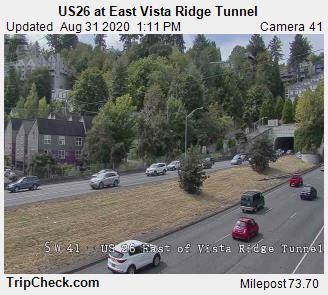 US26 at East Vista Ridge Tunnel
Updated Aug 31 2020 1:11 PM Camera 41
SW 41 - US 26 East of Vista Ridge Tunnel
TripCheck.com Milepost 73.70